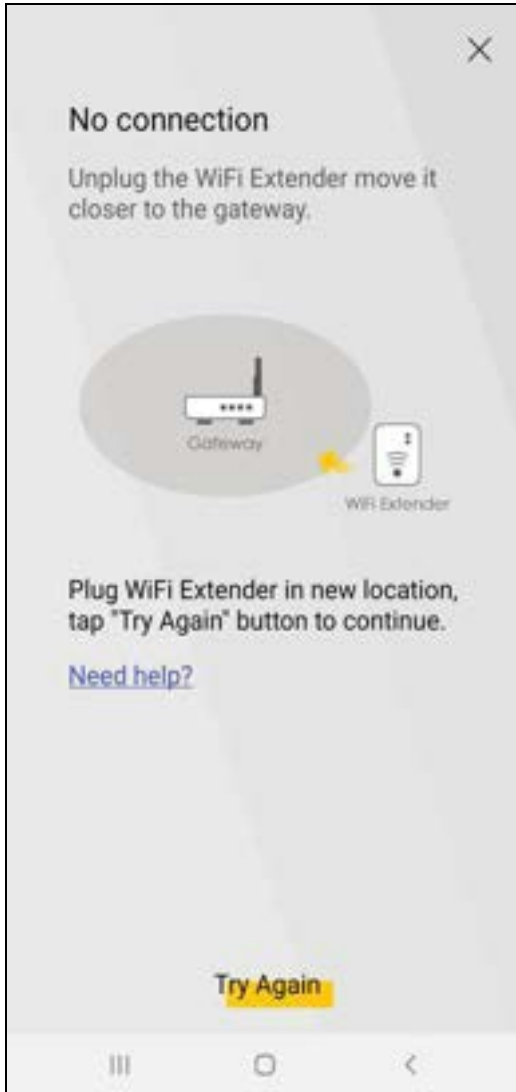 No connection
Unplug the WiFi Extender move it
closer to the gateway.
Gateway
WiFi Extender
Plug WiFi Extender in new location,
tap "Try Again" button to continue.
Need help?
Try Again